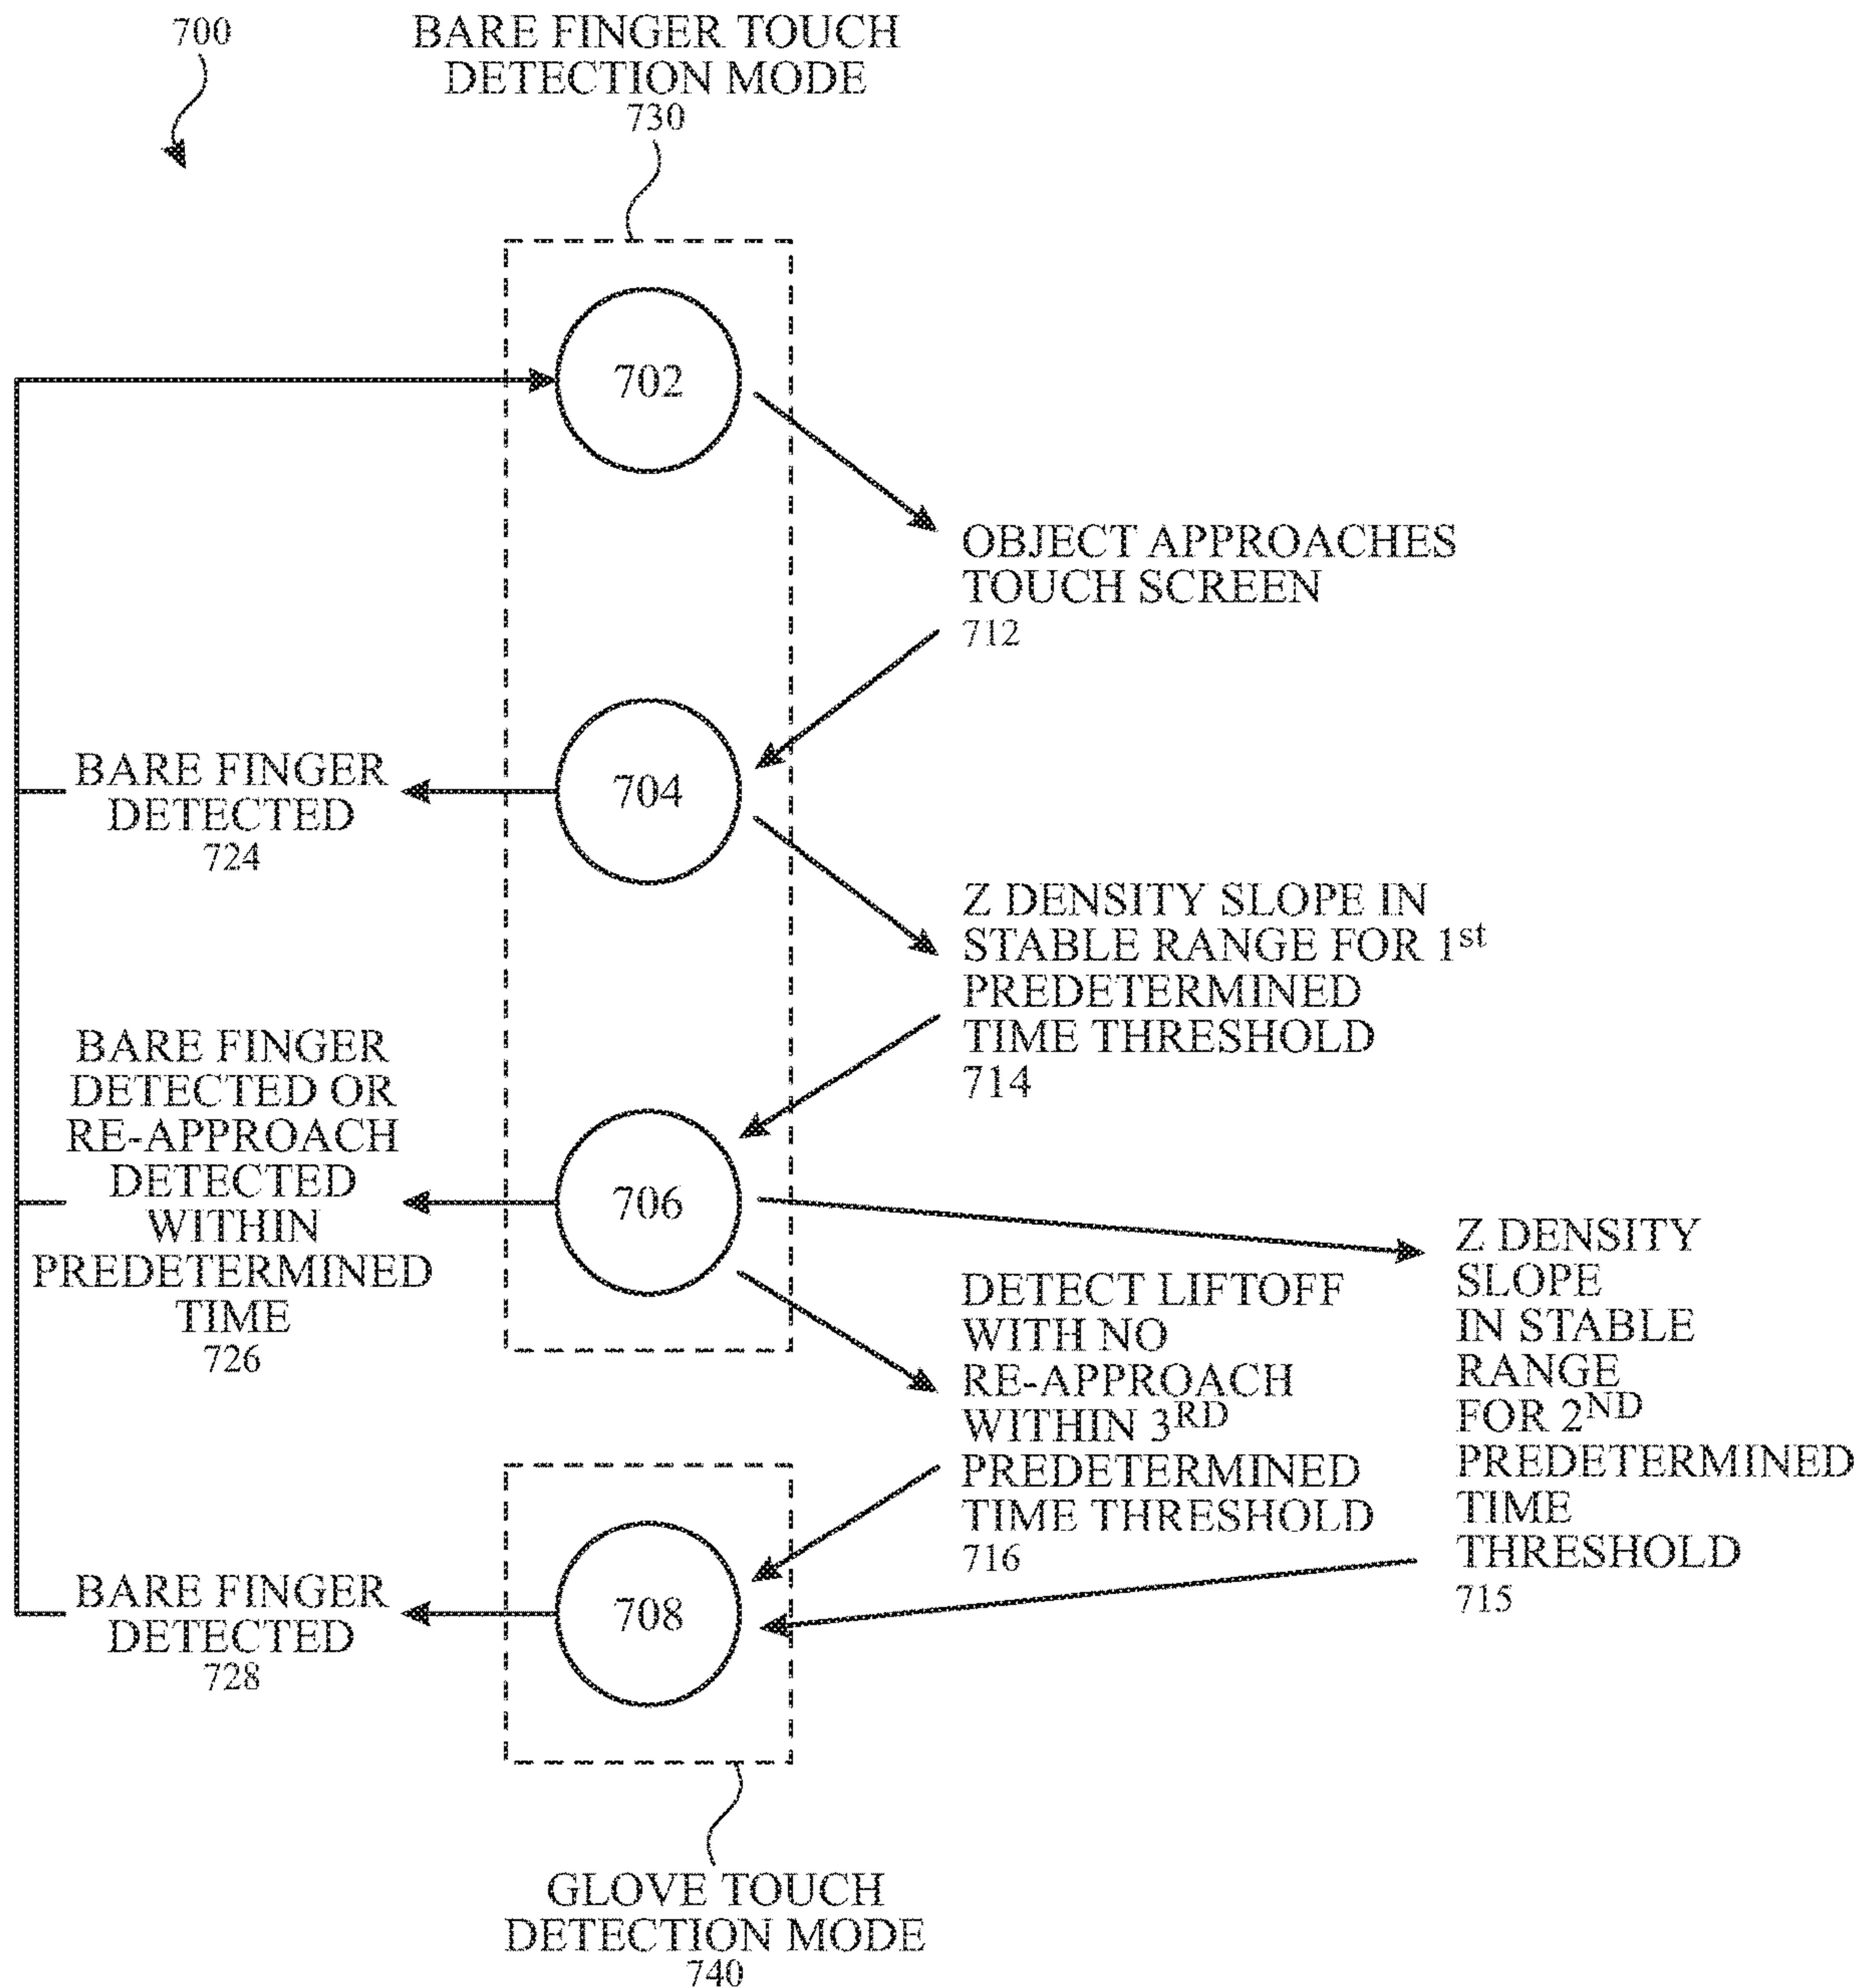 700
BARE FINGER TOUCH
DETECTION MODE
730
702
OBJECT APPROACHES
TOUCH SCREEN
712
704
BARE FINGER
DETECTED
724
Z DENSITY SLOPE IN
STABLE RANGE FOR 1st
PREDETERMINED
TIME THRESHOLD
714
BARE FINGER
DETECTED OR
RE-APPROACH
DETECTED
WITHIN
PREDETERMINED
TIME
726
706
DETECT LIFTOFF
WITH NO
RE-APPROACH
WITHIN 3RD
PREDETERMINED
TIME THRESHOLD
716
Z DENSITY
SLOPE
IN STABLE
RANGE
FOR 2ND
PREDETERMINED
TIME
THRESHOLD
715
BARE FINGER
DETECTED
728
708
GLOVE TOUCH
DETECTION MODE
740